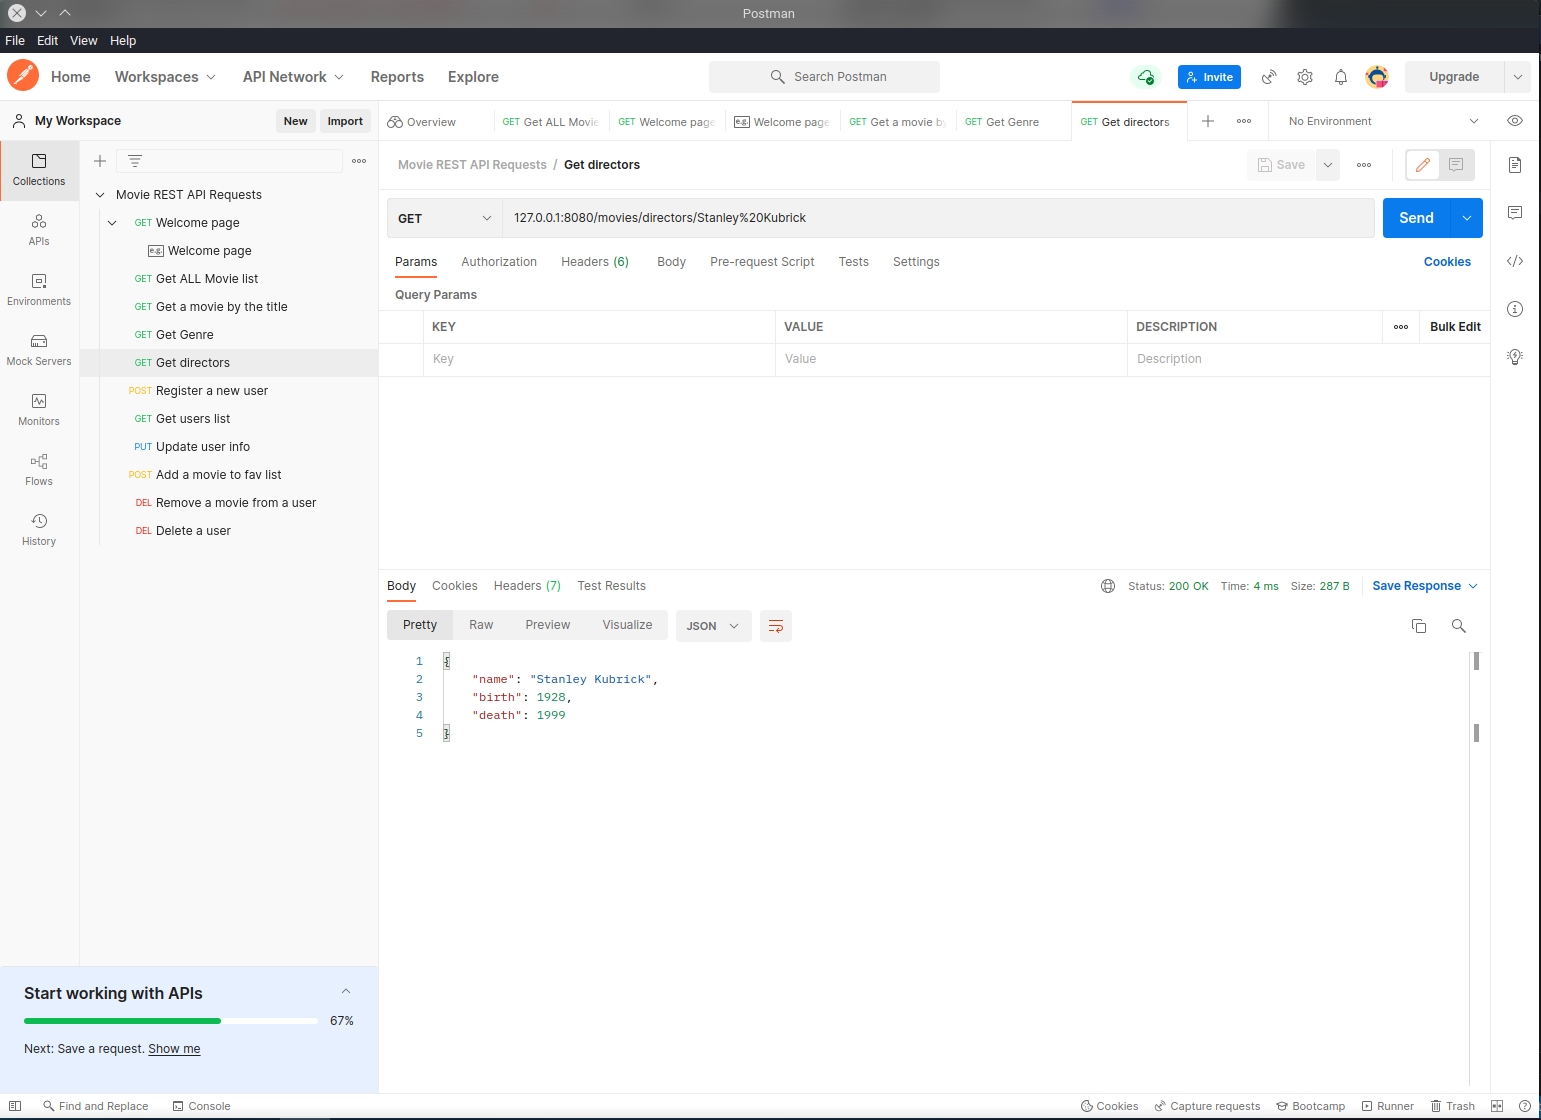 Postman
File Edit View Help
Home Workspaces API Network Reports Explore Search Postman Invite Upgrade
My Workspace New Import
Overview GET Get ALL Movie GET Welcome page e.g. Welcome page GET Get a movie by GET Get Genre GET Get directors No Environment
Collections
APIs
Environments
Mock Servers
Monitors
Flows
History
Movie REST API Requests
GET Welcome page
e.g. Welcome page
GET Get ALL Movie list
GET Get a movie by the title
GET Get Genre
GET Get directors
POST Register a new user
GET Get users list
PUT Update user info
POST Add a movie to fav list
DEL Remove a movie from a user
DEL Delete a user
Movie REST API Requests / Get directors Save
GET 127.0.0.1:8080/movies/directors/Stanley%20Kubrick Send
Params Authorization Headers (6) Body Pre-request Script Tests Settings Cookies
Query Params
KEY VALUE DESCRIPTION Bulk Edit
Key Value Description
Body Cookies Headers (7) Test Results Status: 200 OK Time: 4 ms Size: 287 B Save Response
Pretty Raw Preview Visualize JSON
1 {
2 "name": "Stanley Kubrick",
3 "birth": 1928,
4 "death": 1999
5 }
Start working with APIs
67%
Next: Save a request. Show me
Find and Replace Console Cookies Capture requests Bootcamp Runner Trash